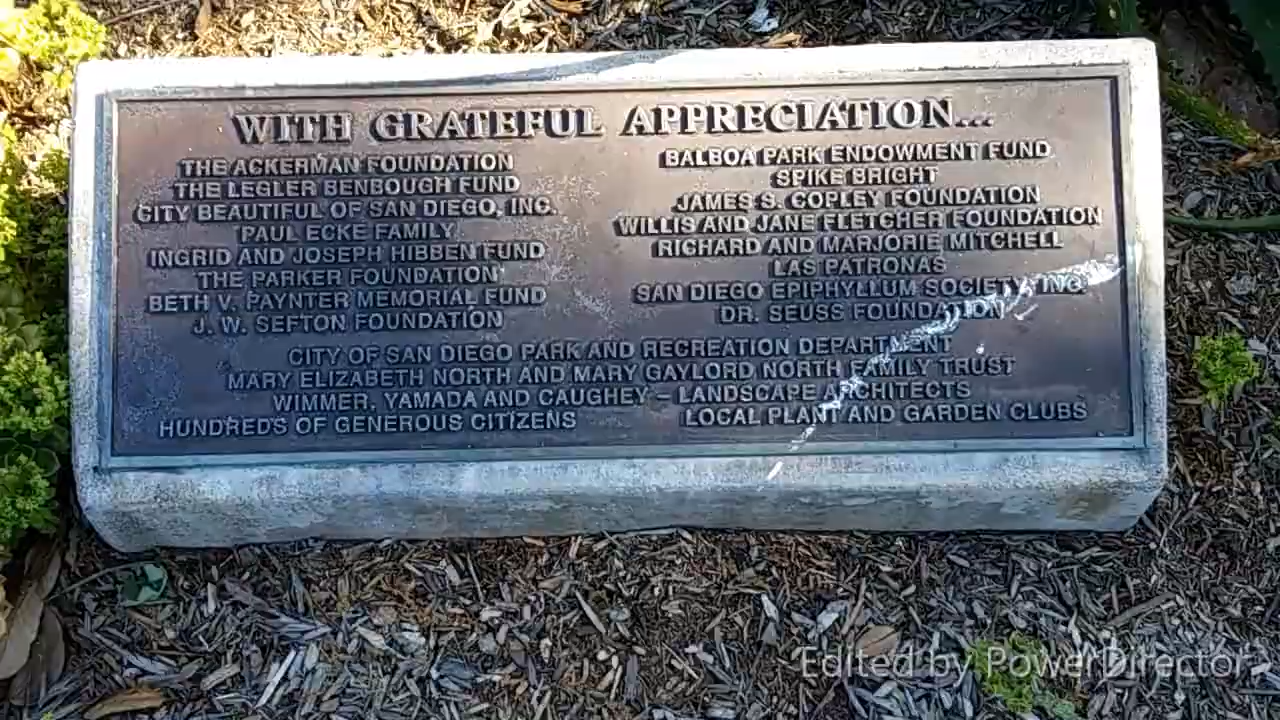 WITH GRATEFUL APPRECIATION...
THE ACKERMAN FOUNDATION
THE LEGLER BENBOUGH FUND
CITY BEAUTIFUL OF SAN DIEGO, INC.
PAUL ECKE FAMILY
INGRID AND JOSEPH HIBBEN FUND
THE PARKER FOUNDATION
BETH V. PAYNTER MEMORIAL FUND
J. W. SEFTON FOUNDATION
BALBOA PARK ENDOWMENT FUND
SPIKE BRIGHT
JAMES S. COPLEY FOUNDATION
WILLIS AND JANE FLETCHER FOUNDATION
RICHARD AND MARJORIE MITCHELL
LAS PATRONAS
SAN DIEGO EPIPHYLLUM SOCIETY, INC.
DR. SEUSS FOUNDATION
CITY OF SAN DIEGO PARK AND RECREATION DEPARTMENT
MARY ELIZABETH NORTH AND MARY GAYLORD NORTH FAMILY TRUST
WIMMER, YAMADA AND CAUGHEY – LANDSCAPE ARCHITECTS
HUNDREDS OF GENEROUS CITIZENS LOCAL PLANT AND GARDEN CLUBS
Edited by PowerDirector